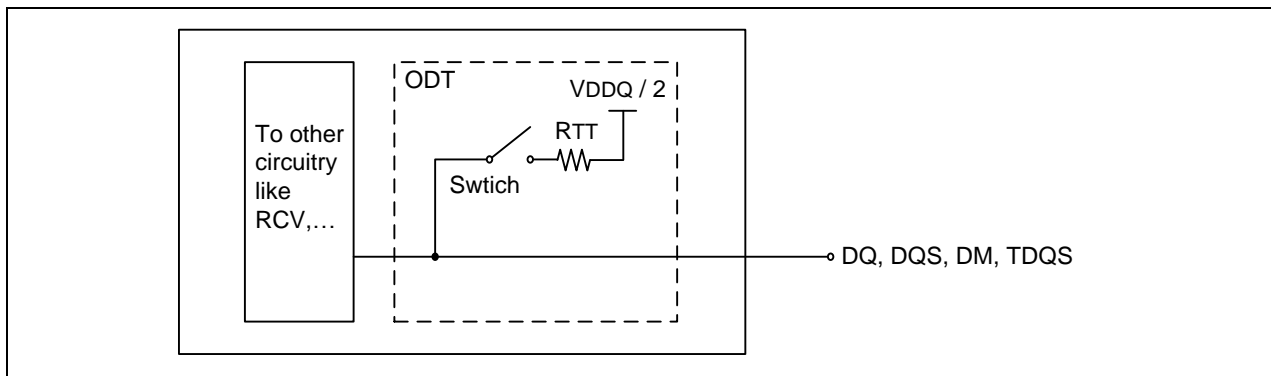 ODT
VDDQ / 2
RTT
Swtich
To other
circuitry
like
RCV,…
DQ, DQS, DM, TDQS